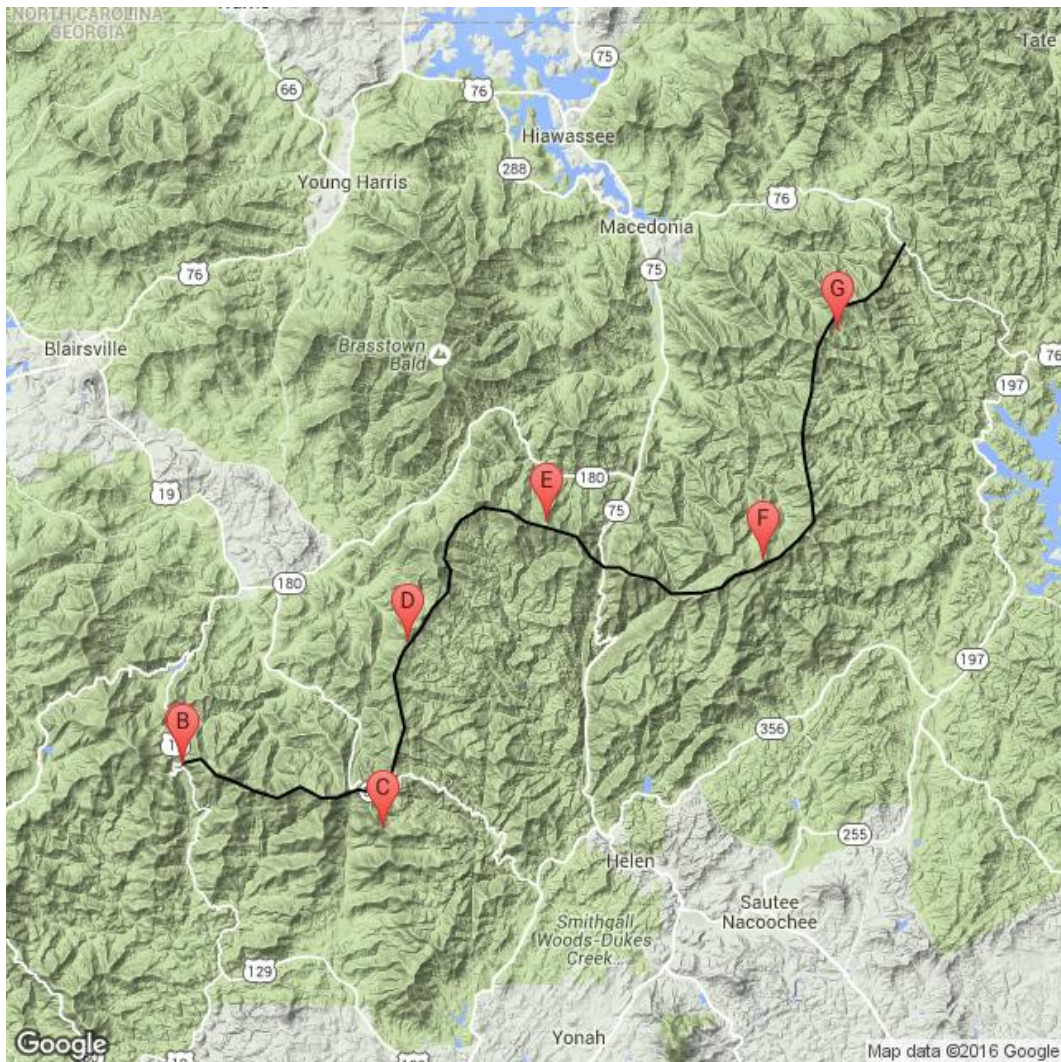 NORTH CAROLINA
GEORGIA
75
Tate
66
76
Hiawassee
288
Young Harris
76
Macedonia
75
76
G
Blairsville
Brasstown
Bald
76
197
E
180
19
75
F
180
D
197
B
356
C
255
Helen
Sautee
Nacoochee
Smithgall
Woods-Dukes
Creek...
129
Yonah
Google
19
Map data ©2016 Google